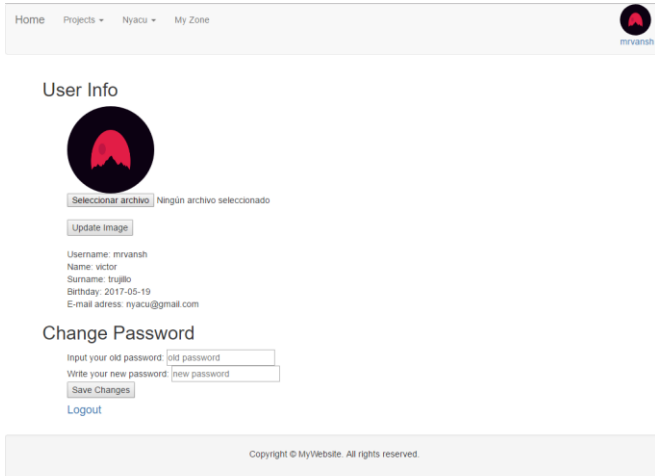 Home Projects Nyacu My Zone
mrvansh
User Info
Seleccionar archivo Ningún archivo seleccionado
Update Image
Username: mrvansh
Name: victor
Surname: trujillo
Birthday: 2017-05-19
E-mail adress: nyacu@gmail.com
Change Password
Input your old password: old password
Write your new password: new password
Save Changes
Logout
Copyright © MyWebsite. All rights reserved.